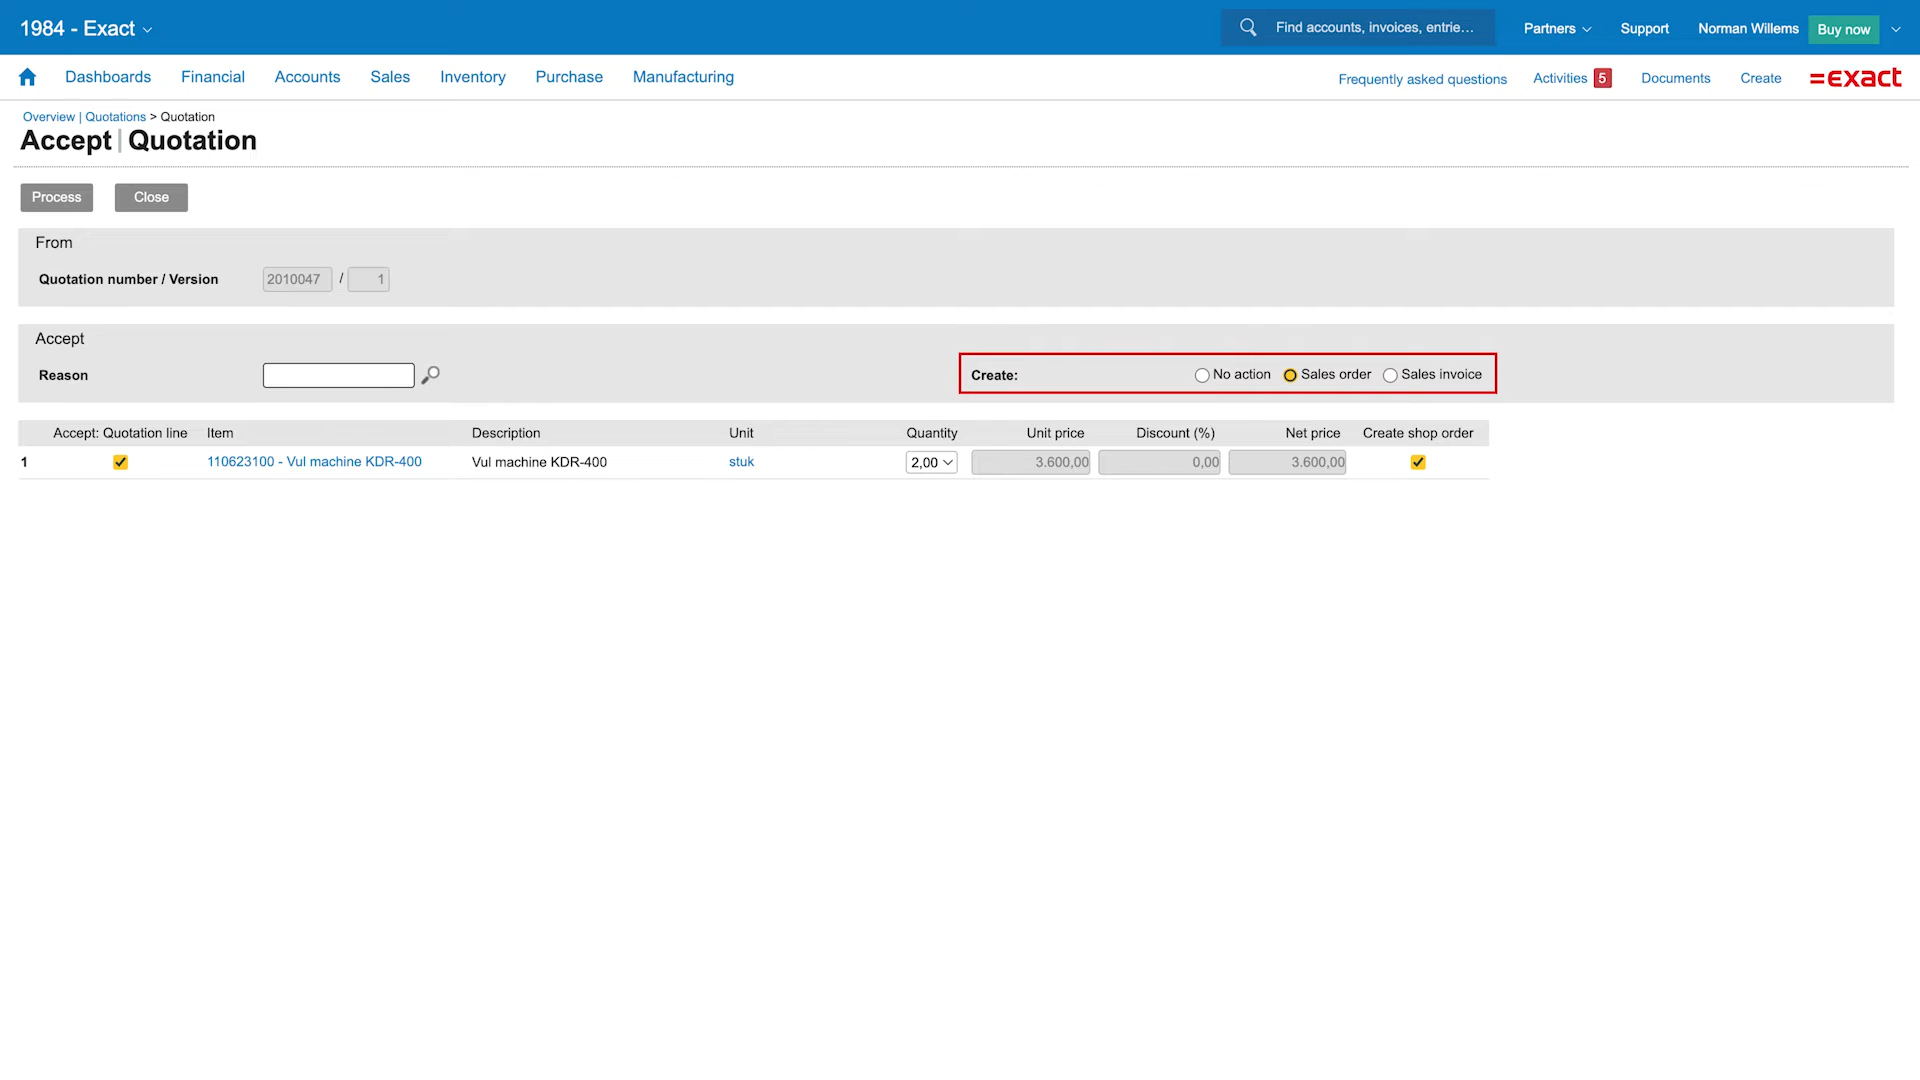 1984 - Exact
Find accounts, invoices, entrie...
Partners
Support
Norman Willems
Buy now
Dashboards
Financial
Accounts
Sales
Inventory
Purchase
Manufacturing
Frequently asked questions
Activities 5
Documents
Create
=exact
Overview | Quotations > Quotation
Accept | Quotation
Process
Close
From
Quotation number / Version 2010047 / 1
Accept
Reason
Create: No action Sales order Sales invoice
Accept: Quotation line Item Description Unit Quantity Unit price Discount (%) Net price Create shop order
1 110623100 - Vul machine KDR-400 Vul machine KDR-400 stuk 2,00 3.600,00 0,00 3.600,00